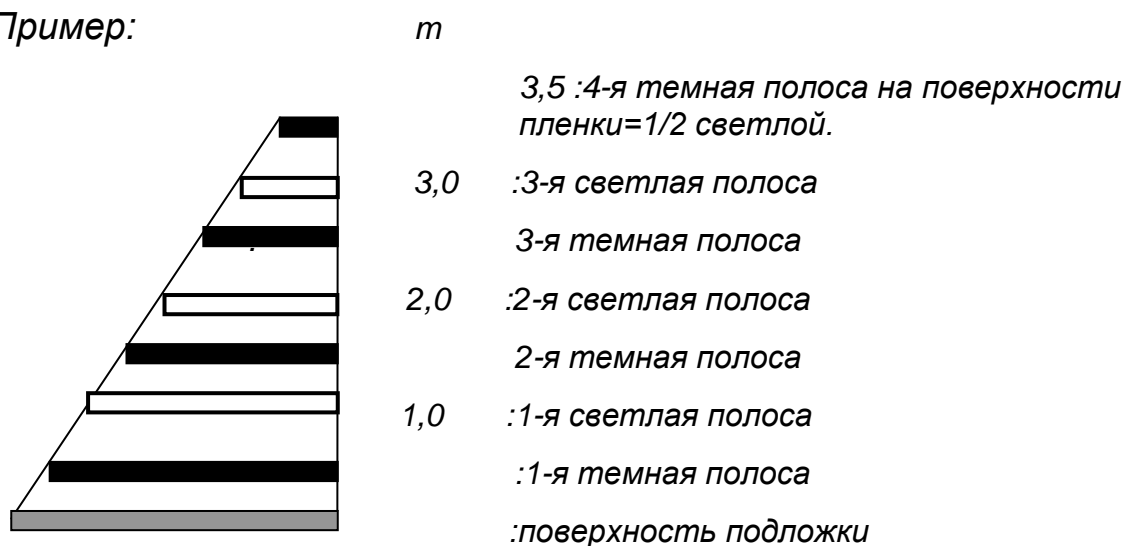 Пример:
m
3,5 :4-я темная полоса на поверхности
пленки=1/2 светлой.
3,0 :3-я светлая полоса
:
3-я темная полоса
2,0 :2-я светлая полоса
2-я темная полоса
1,0 :1-я светлая полоса
:1-я темная полоса
:поверхность подложки